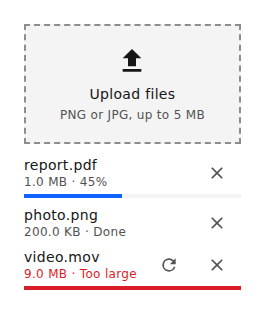 Upload files
PNG or JPG, up to 5 MB
report.pdf
1.0 MB · 45%
photo.png
200.0 KB · Done
video.mov
9.0 MB · Too large